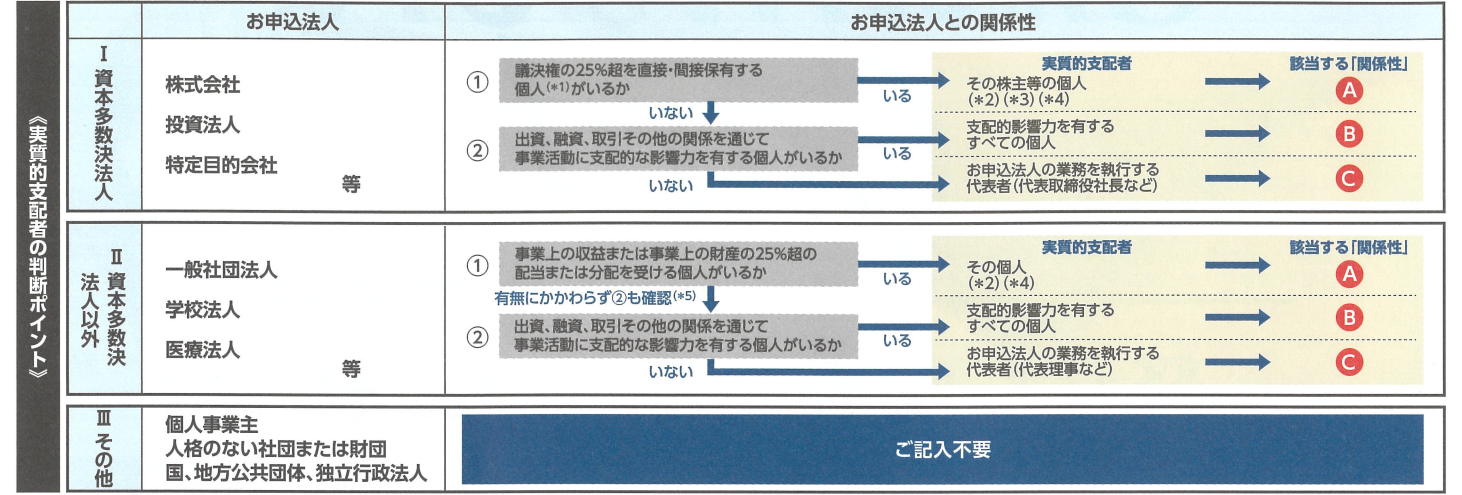 《実質的支配者の判断ポイント》
お申込法人
お申込法人との関係性
Ⅰ 資本多数決法人
株式会社
投資法人
特定目的会社
等
① 議決権の25%超を直接・間接保有する
個人(*1)がいるか
いる
いない
② 出資、融資、取引その他の関係を通じて
事業活動に支配的な影響力を有する個人がいるか
いる
いない
実質的支配者
該当する「関係性」
その株主等の個人
(*2)(*3)(*4)
A
支配的影響力を有する
すべての個人
B
お申込法人の業務を執行する
代表者(代表取締役社長など)
C
Ⅱ 資本多数決
法人以外
一般社団法人
学校法人
医療法人
等
① 事業上の収益または事業上の財産の25%超の
配当または分配を受ける個人がいるか
いる
有無にかかわらず②も確認(*5)
② 出資、融資、取引その他の関係を通じて
事業活動に支配的な影響力を有する個人がいるか
いる
いない
実質的支配者
該当する「関係性」
その個人
(*2)(*4)
A
支配的影響力を有する
すべての個人
B
お申込法人の業務を執行する
代表者(代表理事など)
C
Ⅲ その他
個人事業主
人格のない社団または財団
国、地方公共団体、独立行政法人
ご記入不要